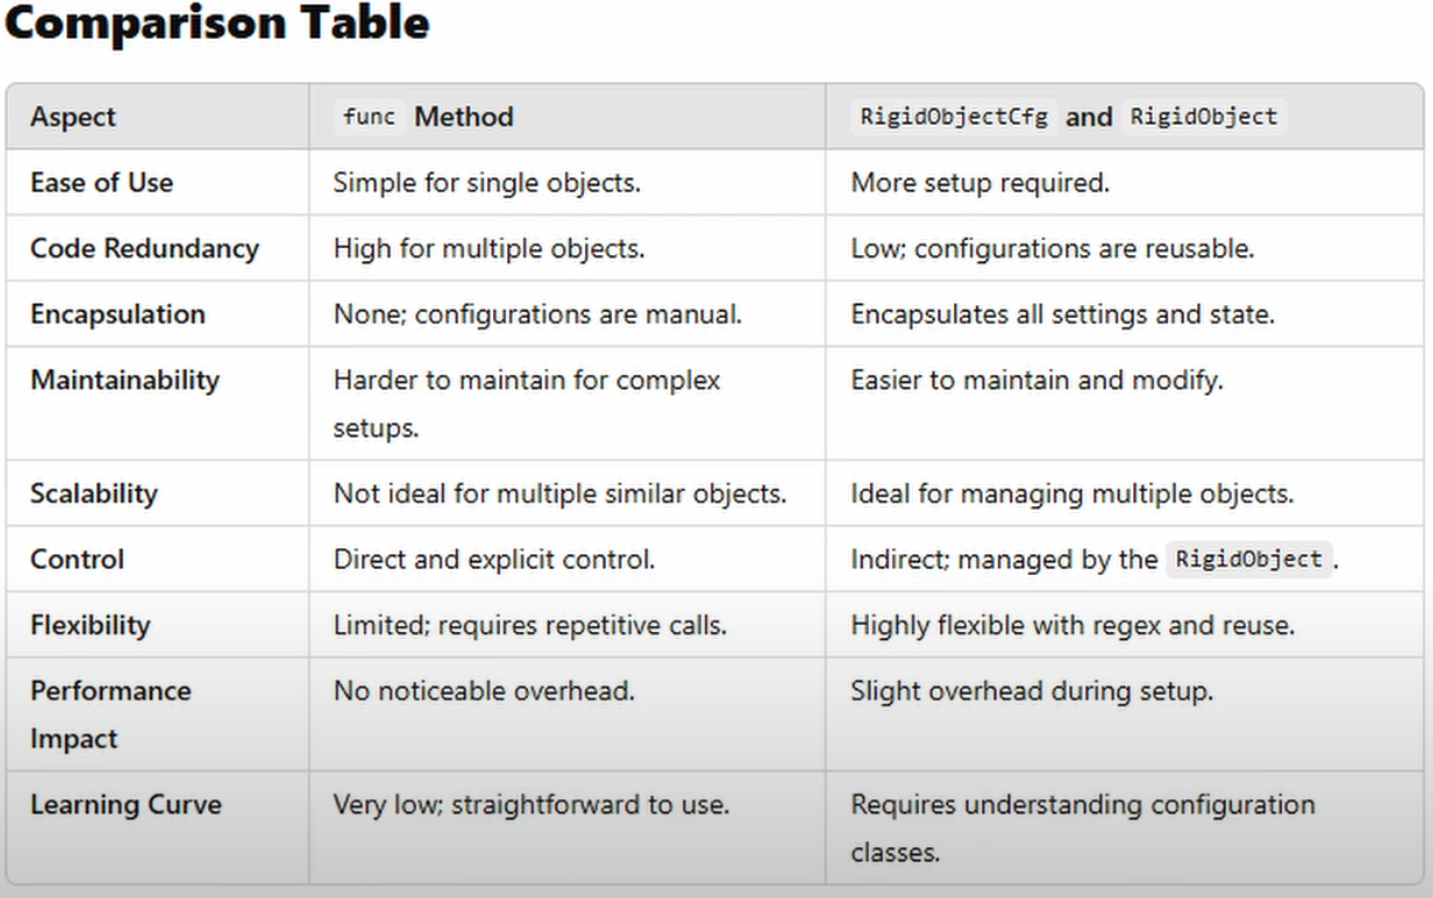 Comparison Table
Aspect
func Method
RigidObjectCfg and RigidObject
Ease of Use
Simple for single objects.
More setup required.
Code Redundancy
High for multiple objects.
Low; configurations are reusable.
Encapsulation
None; configurations are manual.
Encapsulates all settings and state.
Maintainability
Harder to maintain for complex
setups.
Easier to maintain and modify.
Scalability
Not ideal for multiple similar objects.
Ideal for managing multiple objects.
Control
Direct and explicit control.
Indirect; managed by the RigidObject.
Flexibility
Limited; requires repetitive calls.
Highly flexible with regex and reuse.
Performance
Impact
No noticeable overhead.
Slight overhead during setup.
Learning Curve
Very low; straightforward to use.
Requires understanding configuration
classes.